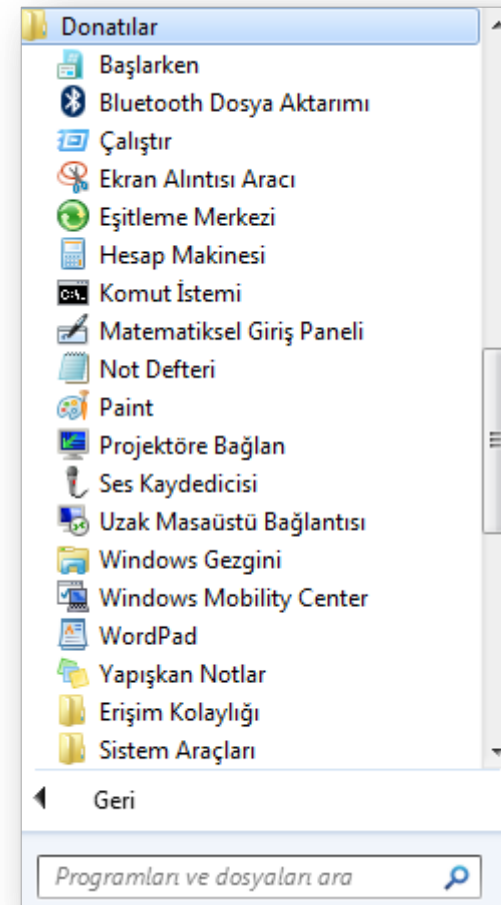 Donatılar
Başlarken
Bluetooth Dosya Aktarımı
Çalıştır
Ekran Alıntısı Aracı
Eşitleme Merkezi
Hesap Makinesi
Komut İstemi
Matematiksel Giriş Paneli
Not Defteri
Paint
Projektöre Bağlan
Ses Kaydedicisi
Uzak Masaüstü Bağlantısı
Windows Gezgini
Windows Mobility Center
WordPad
Yapışkan Notlar
Erişim Kolaylığı
Sistem Araçları
Geri
Programları ve dosyaları ara